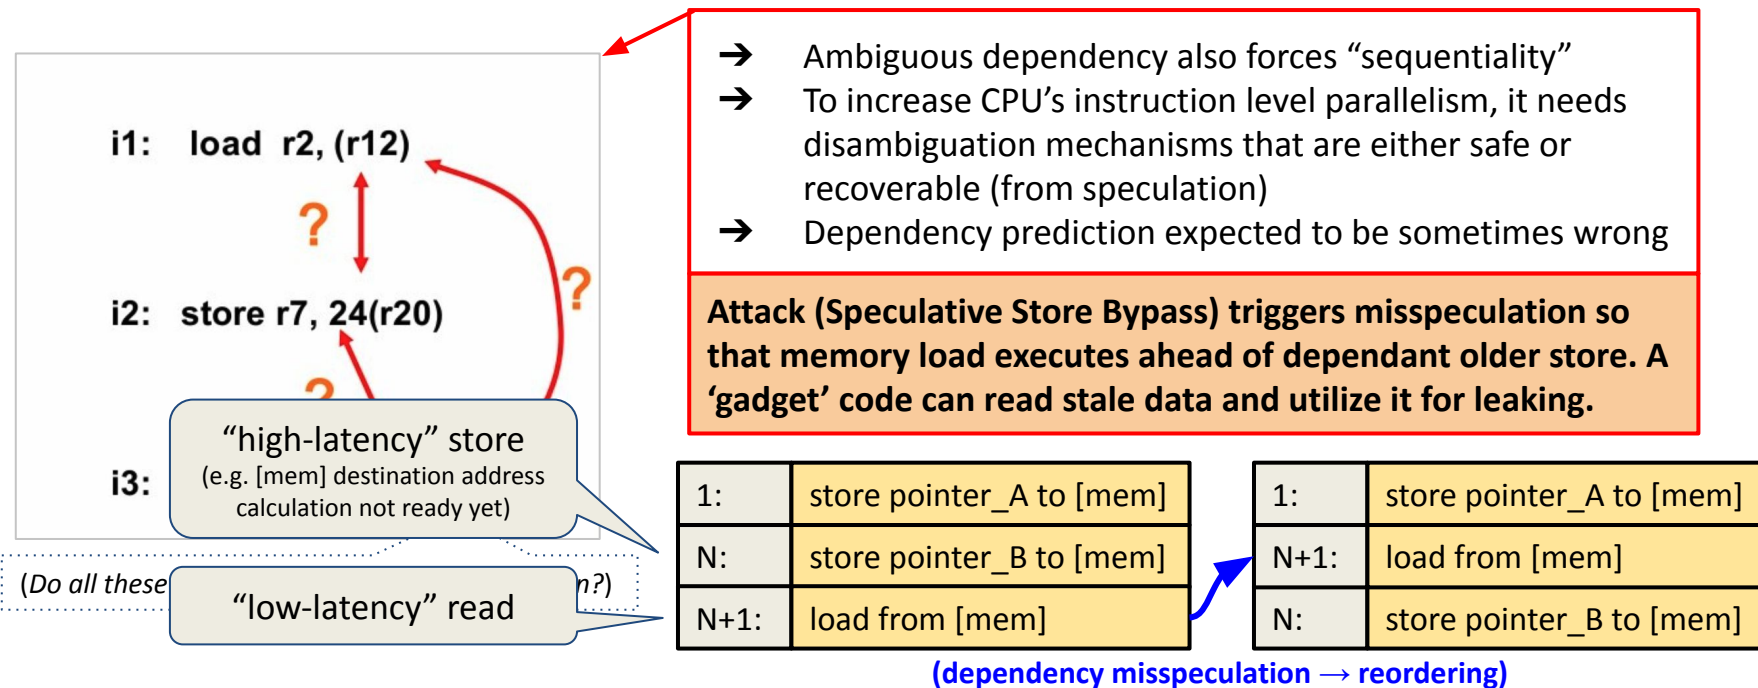 i1: load r2, (r12)
?
?
i2: store r7, 24(r20)
?
i3:
(Do all these
n?)
“high-latency” store
(e.g. [mem] destination address
calculation not ready yet)
“low-latency” read
➔ Ambiguous dependency also forces “sequentiality”
➔ To increase CPU’s instruction level parallelism, it needs
disambiguation mechanisms that are either safe or
recoverable (from speculation)
➔ Dependency prediction expected to be sometimes wrong
Attack (Speculative Store Bypass) triggers misspeculation so
that memory load executes ahead of dependant older store. A
‘gadget’ code can read stale data and utilize it for leaking.
1: store pointer_A to [mem]
N: store pointer_B to [mem]
N+1: load from [mem]
1: store pointer_A to [mem]
N+1: load from [mem]
N: store pointer_B to [mem]
(dependency misspeculation → reordering)